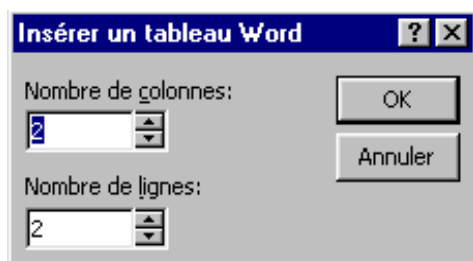 Insérer un tableau Word
Nombre de colonnes:
2
OK
Annuler
Nombre de lignes:
2